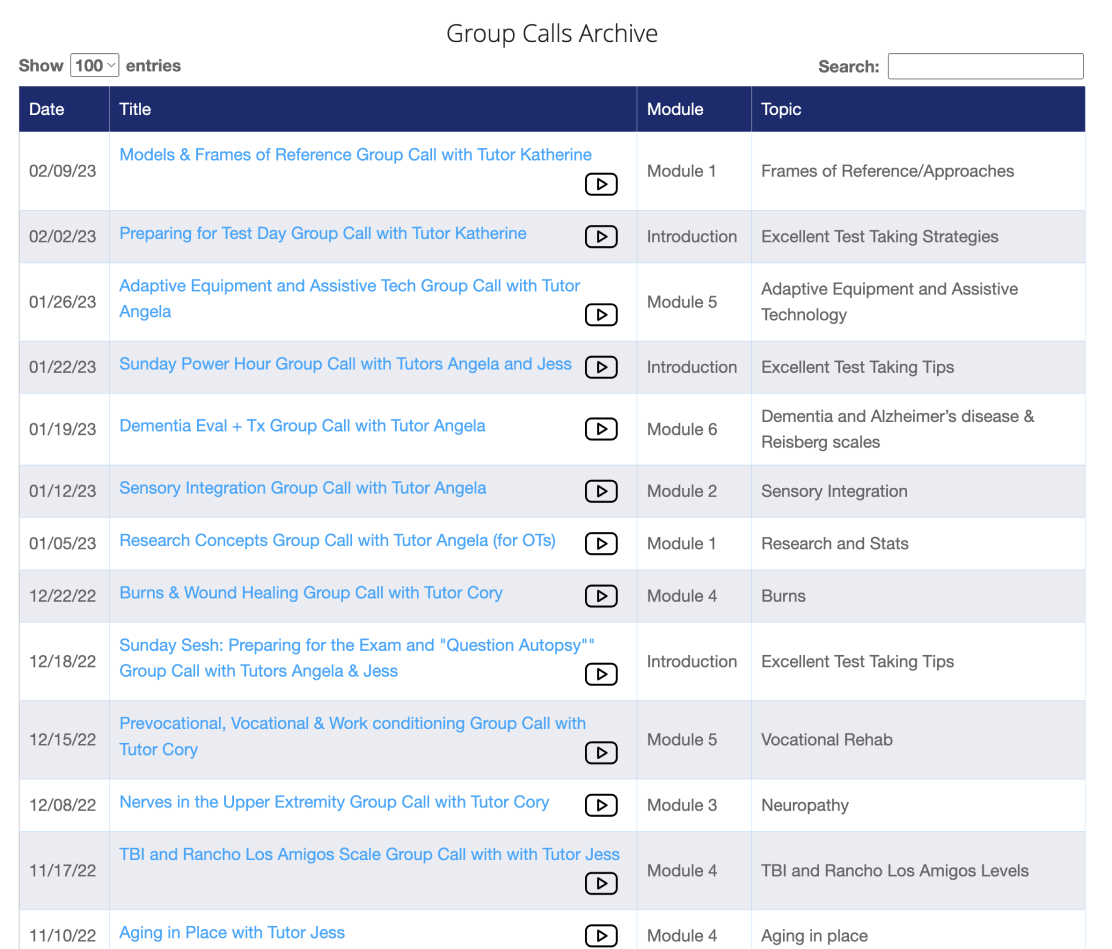 Group Calls Archive
Show 100 entries
Search:
Date Title Module Topic
02/09/23 Models & Frames of Reference Group Call with Tutor Katherine Module 1 Frames of Reference/Approaches
02/02/23 Preparing for Test Day Group Call with Tutor Katherine Introduction Excellent Test Taking Strategies
01/26/23 Adaptive Equipment and Assistive Tech Group Call with Tutor
Angela Module 5 Adaptive Equipment and Assistive
Technology
01/22/23 Sunday Power Hour Group Call with Tutors Angela and Jess Introduction Excellent Test Taking Tips
01/19/23 Dementia Eval + Tx Group Call with Tutor Angela Module 6 Dementia and Alzheimer’s disease &
Reisberg scales
01/12/23 Sensory Integration Group Call with Tutor Angela Module 2 Sensory Integration
01/05/23 Research Concepts Group Call with Tutor Angela (for OTs) Module 1 Research and Stats
12/22/22 Burns & Wound Healing Group Call with Tutor Cory Module 4 Burns
12/18/22 Sunday Sesh: Preparing for the Exam and "Question Autopsy""
Group Call with Tutors Angela & Jess Introduction Excellent Test Taking Tips
12/15/22 Prevocational, Vocational & Work conditioning Group Call with
Tutor Cory Module 5 Vocational Rehab
12/08/22 Nerves in the Upper Extremity Group Call with Tutor Cory Module 3 Neuropathy
11/17/22 TBI and Rancho Los Amigos Scale Group Call with with Tutor Jess Module 4 TBI and Rancho Los Amigos Levels
11/10/22 Aging in Place with Tutor Jess Module 4 Aging in place